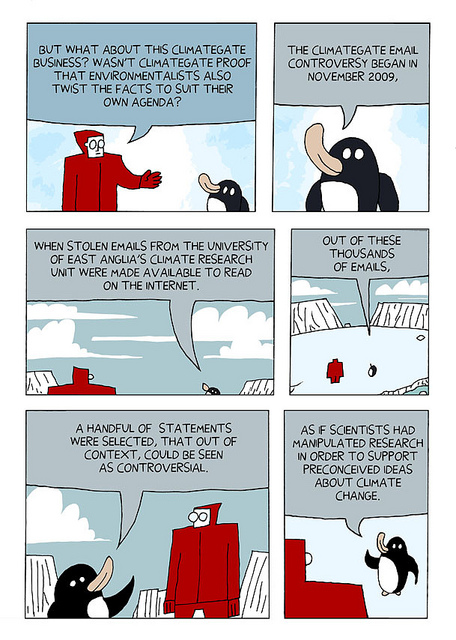 BUT WHAT ABOUT THIS CLIMATEGATE
BUSINESS? WASN'T CLIMATEGATE PROOF
THAT ENVIRONMENTALISTS ALSO
TWIST THE FACTS TO SUIT THEIR
OWN AGENDA?
THE CLIMATEGATE EMAIL
CONTROVERSY BEGAN IN
NOVEMBER 2009,
WHEN STOLEN EMAILS FROM THE UNIVERSITY
OF EAST ANGLIA'S CLIMATE RESEARCH
UNIT WERE MADE AVAILABLE TO READ
ON THE INTERNET.
OUT OF THESE
THOUSANDS
OF EMAILS,
A HANDFUL OF STATEMENTS
WERE SELECTED, THAT OUT OF
CONTEXT, COULD BE SEEN
AS CONTROVERSIAL.
AS IF SCIENTISTS HAD
MANIPULATED RESEARCH
IN ORDER TO SUPPORT
PRECONCEIVED IDEAS
ABOUT CLIMATE
CHANGE.